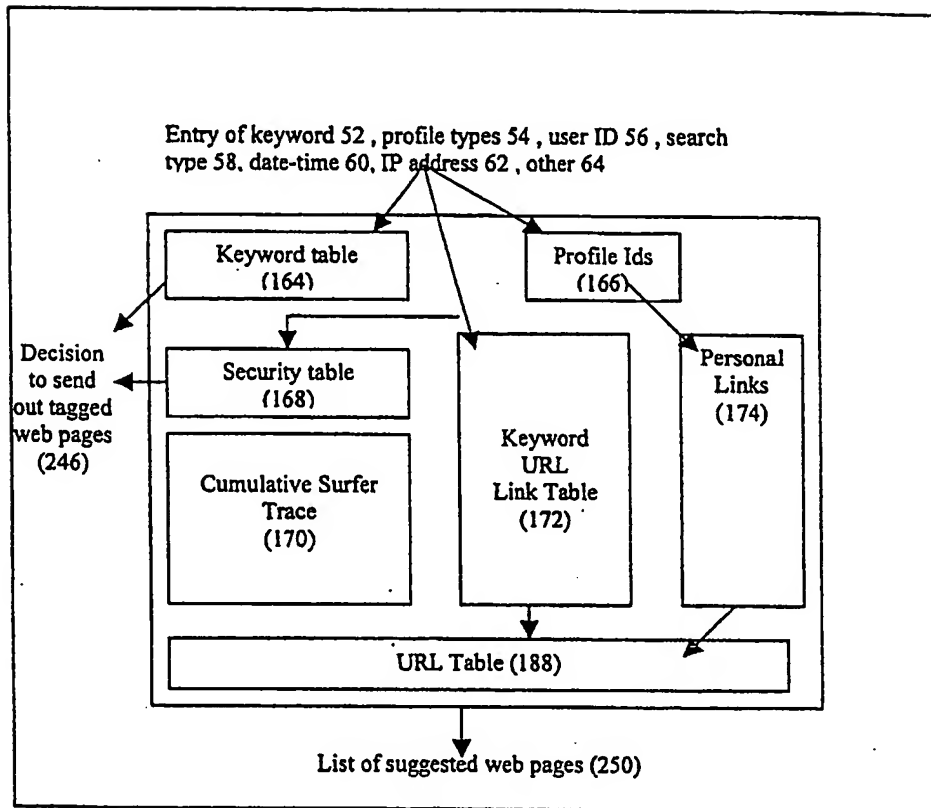 Entry of keyword 52 , profile types 54 , user ID 56 , search
type 58, date-time 60, IP address 62 , other 64
Keyword table
(164)
Profile Ids
(166)
Decision
to send
out tagged
web pages
(246)
Security table
(168)
Personal
Links
(174)
Keyword
URL
Link Table
(172)
Cumulative Surfer
Trace
(170)
URL Table (188)
List of suggested web pages (250)